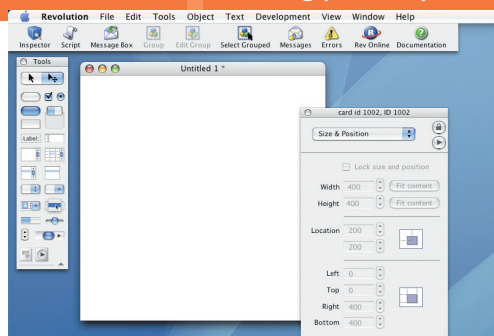 Revolution File Edit Tools Object Text Development View Window Help
Inspector Script Message Box Group Edit Group Select Grouped Messages Errors Rev Online Documentation
Tools
Untitled 1 *
card id 1002, ID 1002
Size & Position
Lock size and position
Label:
Width 400 Fit content
Height 400 Fit content
Location 200
200
Left 0
Top 0
Right 400
Bottom 400